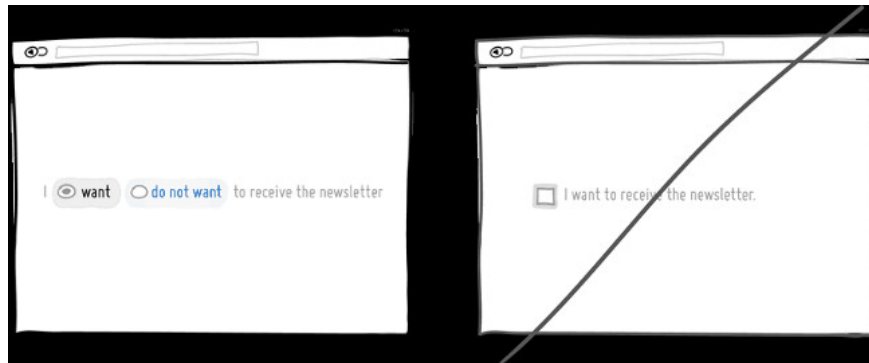 I want do not want to receive the newsletter
I want to receive the newsletter.